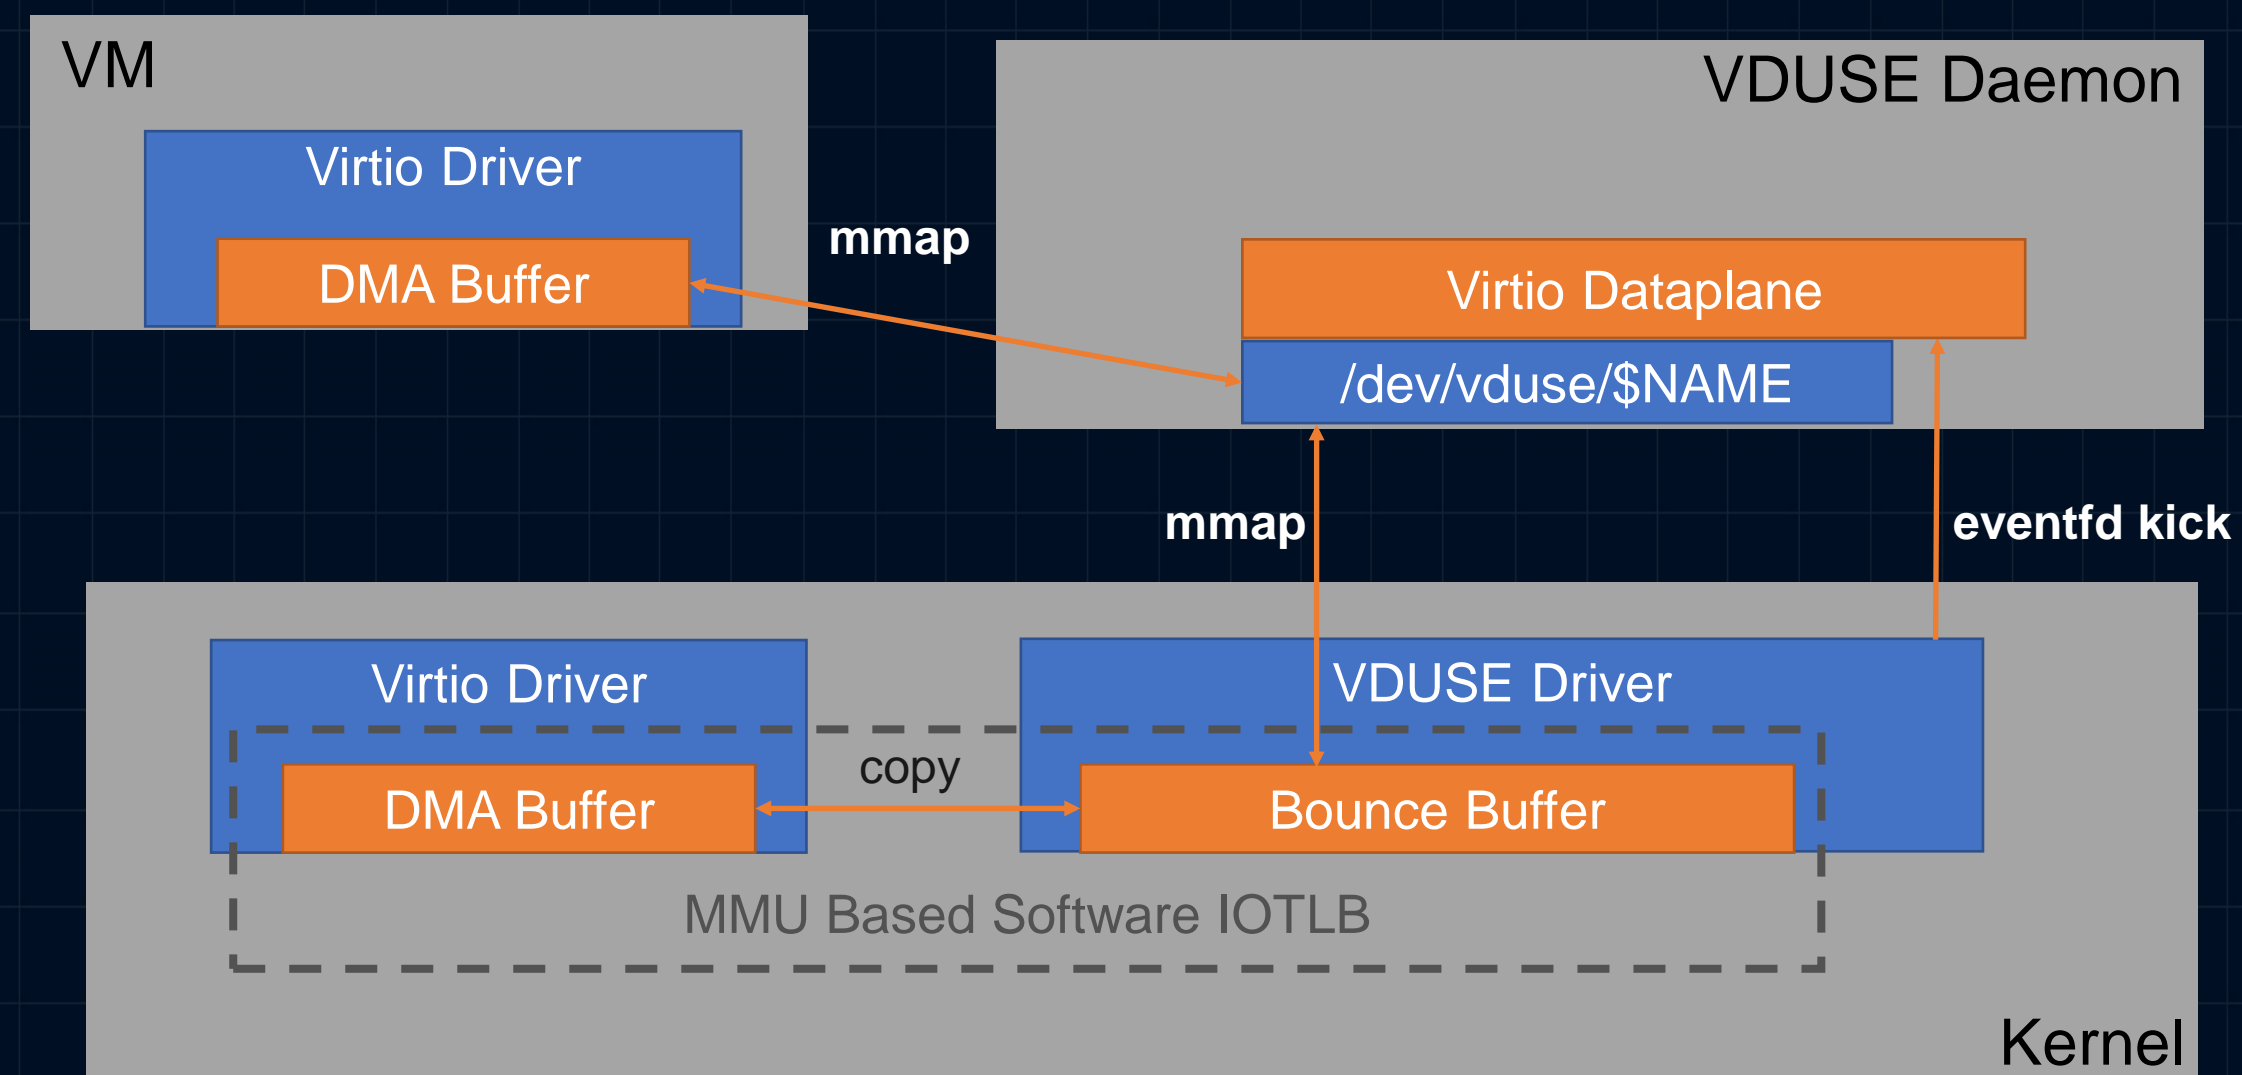 VM
Virtio Driver
DMA Buffer
mmap
VDUSE Daemon
Virtio Dataplane
/dev/vduse/$NAME
mmap
eventfd kick
Virtio Driver
DMA Buffer
copy
VDUSE Driver
Bounce Buffer
MMU Based Software IOTLB
Kernel